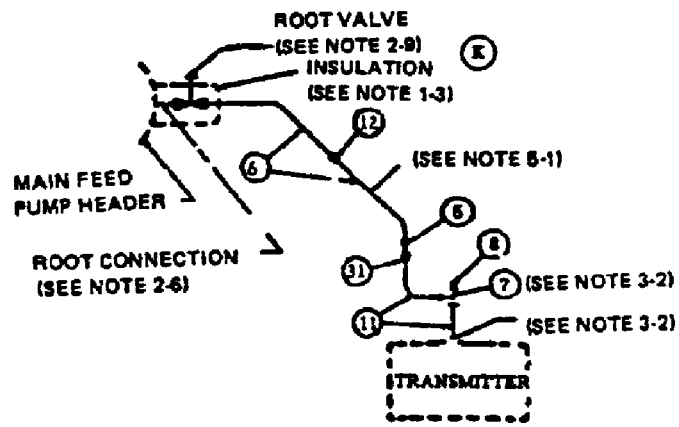 ROOT VALVE
(SEE NOTE 2-9)
K
INSULATION
(SEE NOTE 1-3)
12
6
(SEE NOTE 5-1)
MAIN FEED
PUMP HEADER
5
8
ROOT CONNECTION
(SEE NOTE 2-6)
31
7 (SEE NOTE 3-2)
11
(SEE NOTE 3-2)
TRANSMITTER